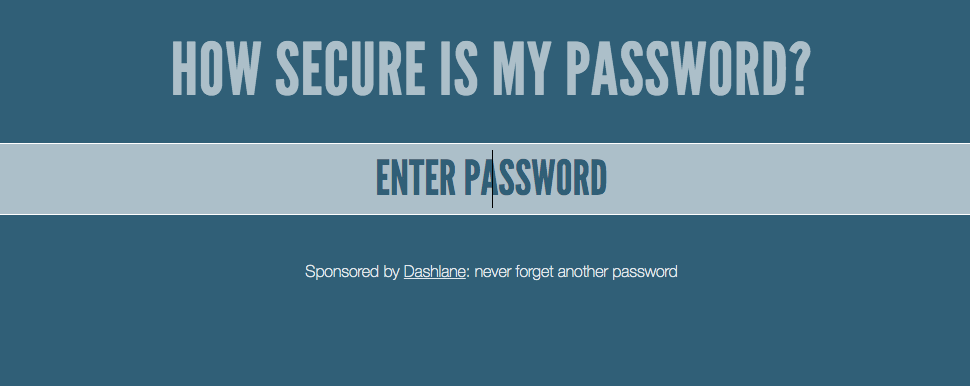 HOW SECURE IS MY PASSWORD?
ENTER PASSWORD
Sponsored by Dashlane: never forget another password